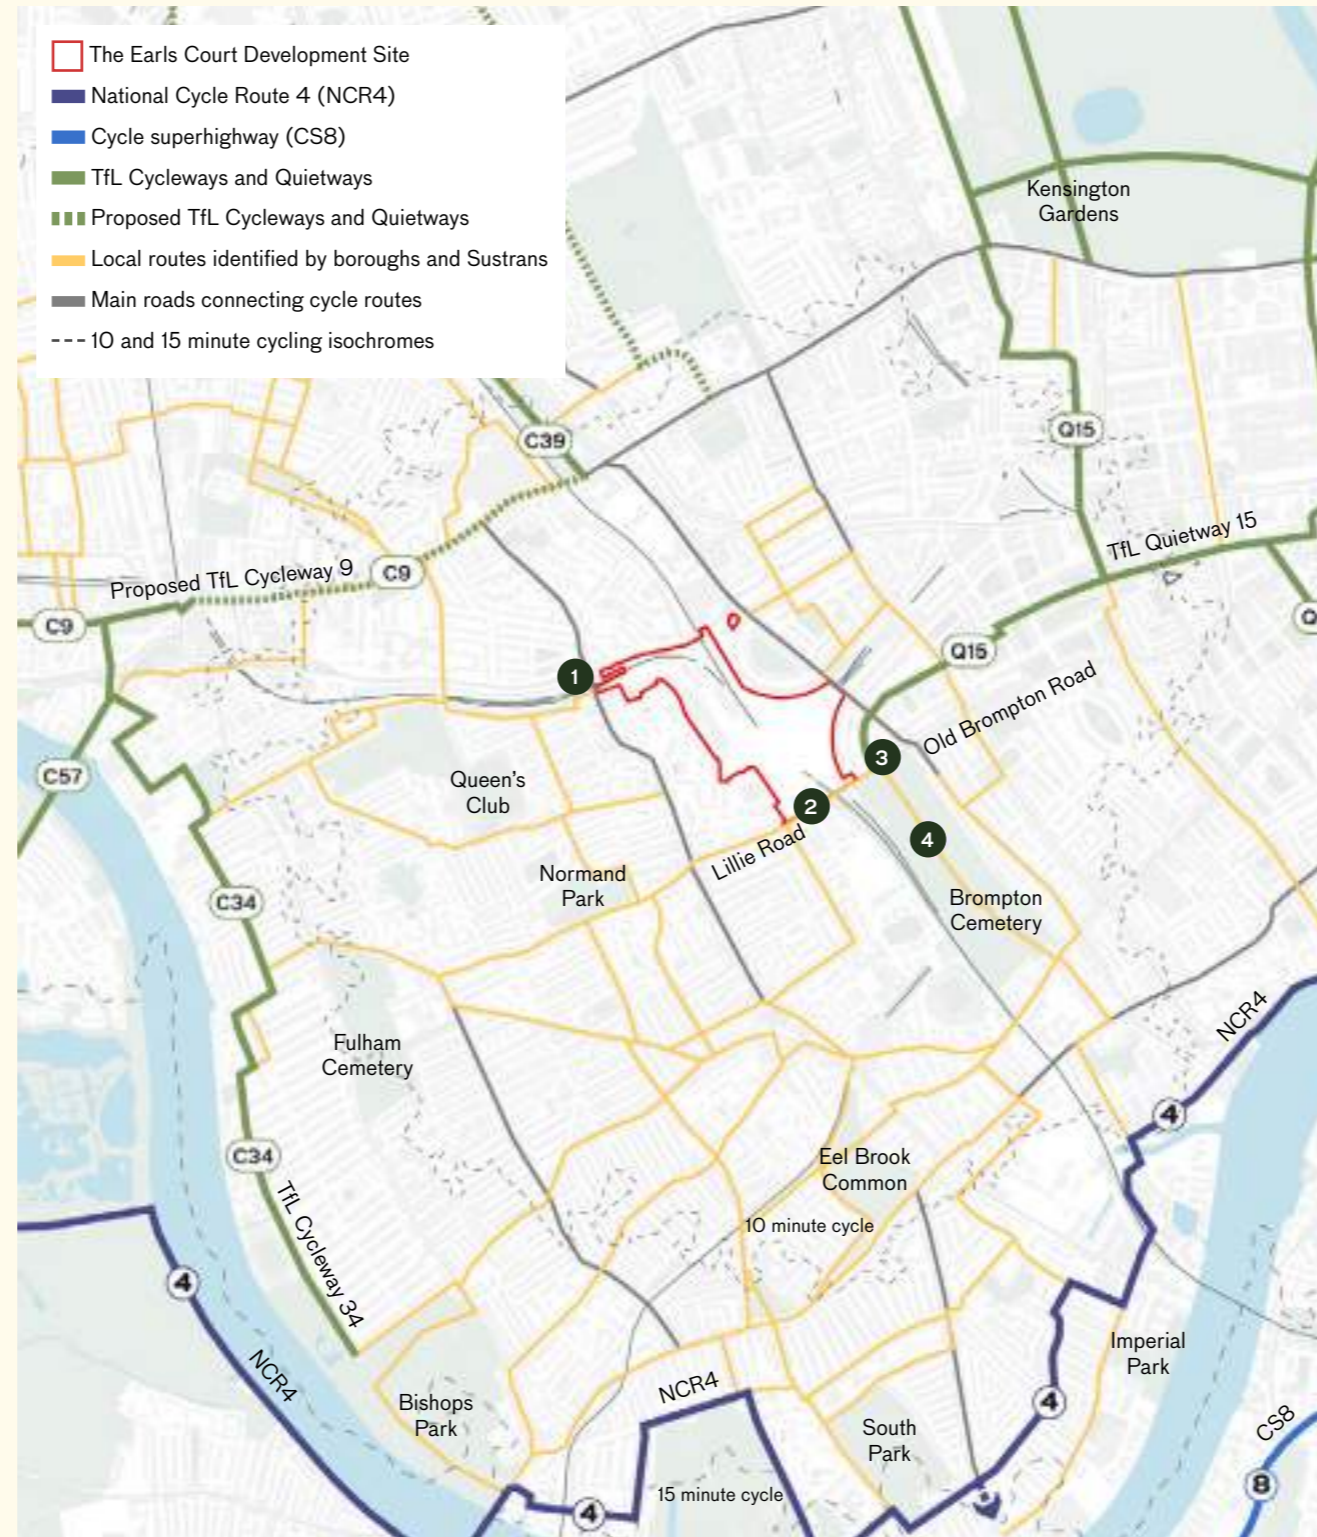 The Earls Court Development Site
National Cycle Route 4 (NCR4)
Cycle superhighway (CS8)
TfL Cycleways and Quietways
Proposed TfL Cycleways and Quietways
Local routes identified by boroughs and Sustrans
Main roads connecting cycle routes
10 and 15 minute cycling isochromes
Kensington
Gardens
C39
Q15
TfL Quietway 15
Proposed TfL Cycleway 9
C9
C9
Q
Q15
1
Old Brompton Road
3
C57
Queen's
Club
2
Lillie Road
4
Normand
Park
Brompton
Cemetery
C34
NCR4
Fulham
Cemetery
4
C34
Eel Brook
Common
TfL Cycleway 34
10 minute cycle
4
NCR4
Imperial
Park
NCR4
Bishops
Park
4
South
Park
CS8
15 minute cycle
8
4